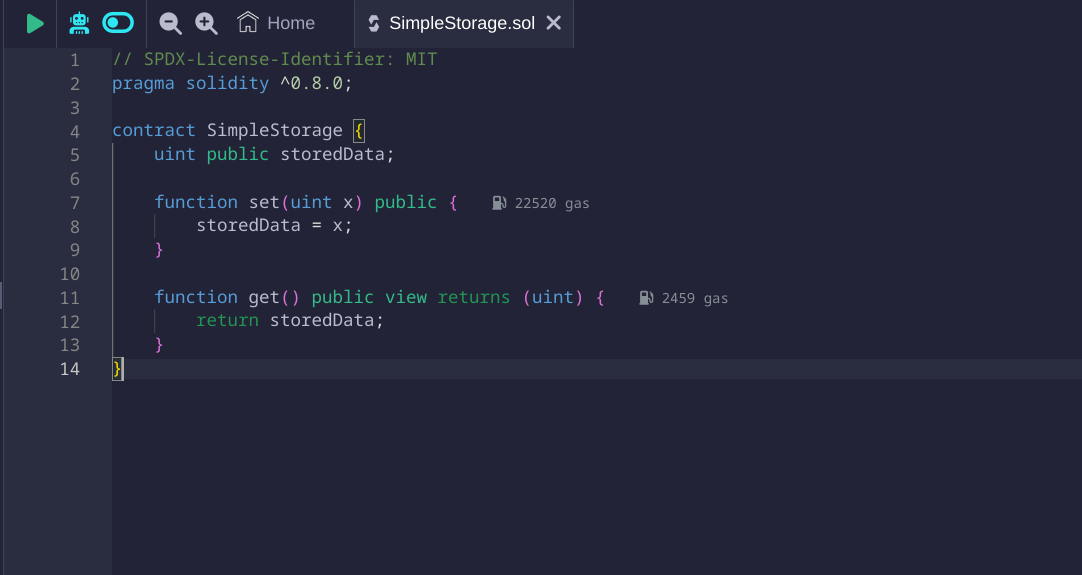 Home SimpleStorage.sol
1 // SPDX-License-Identifier: MIT
2 pragma solidity ^0.8.0;
3
4 contract SimpleStorage {
5     uint public storedData;
6
7     function set(uint x) public { 22520 gas
8         storedData = x;
9     }
10
11     function get() public view returns (uint) { 2459 gas
12         return storedData;
13     }
14 }